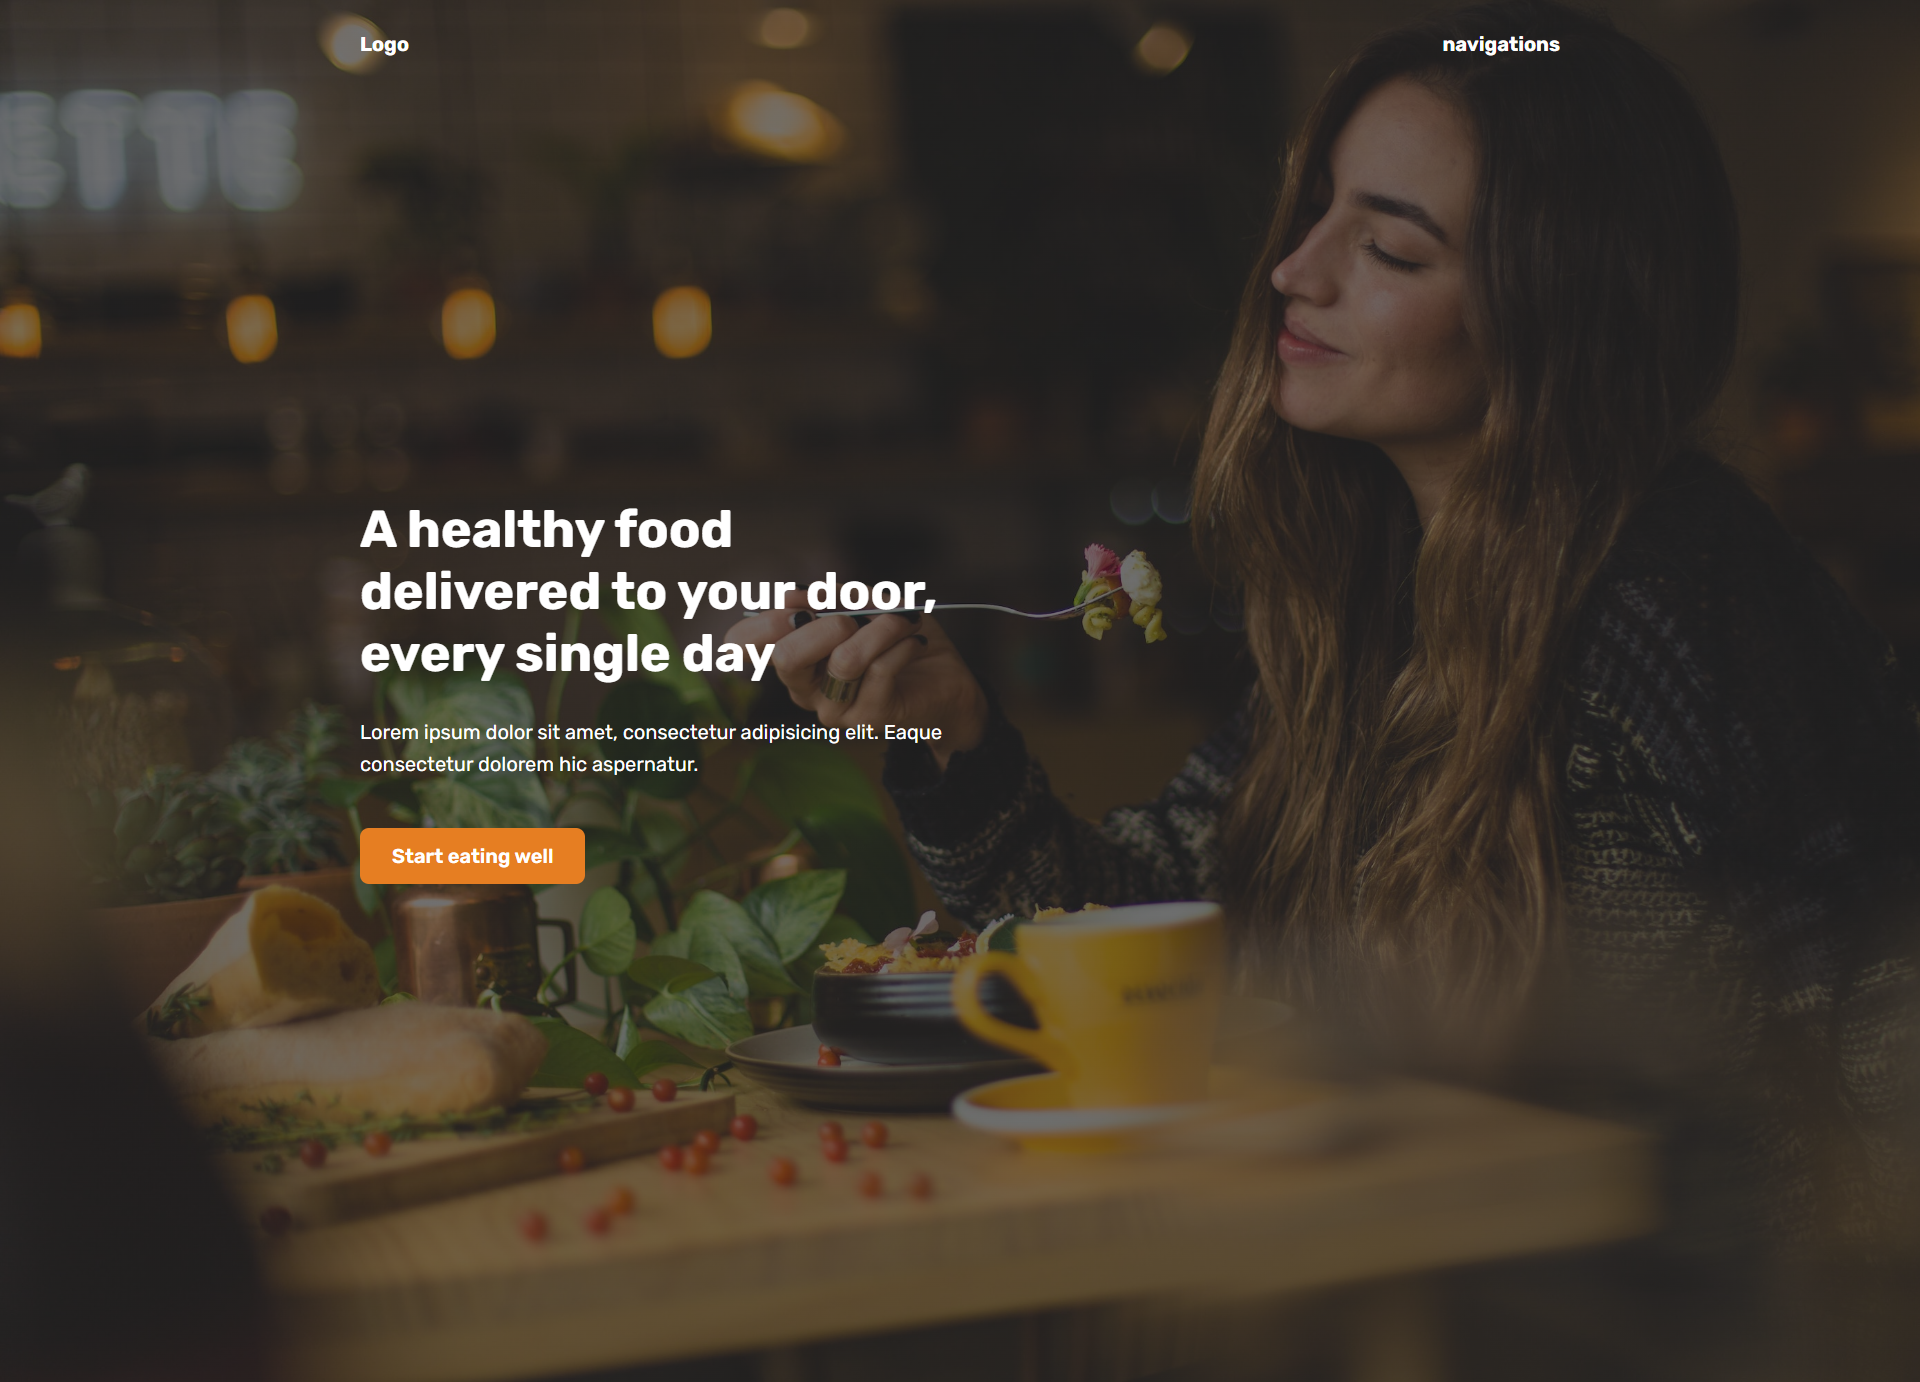 Logo
navigations
ETTE
A healthy food
delivered to your door,
every single day
Lorem ipsum dolor sit amet, consectetur adipisicing elit. Eaque
consectetur dolorem hic aspernatur.
Start eating well